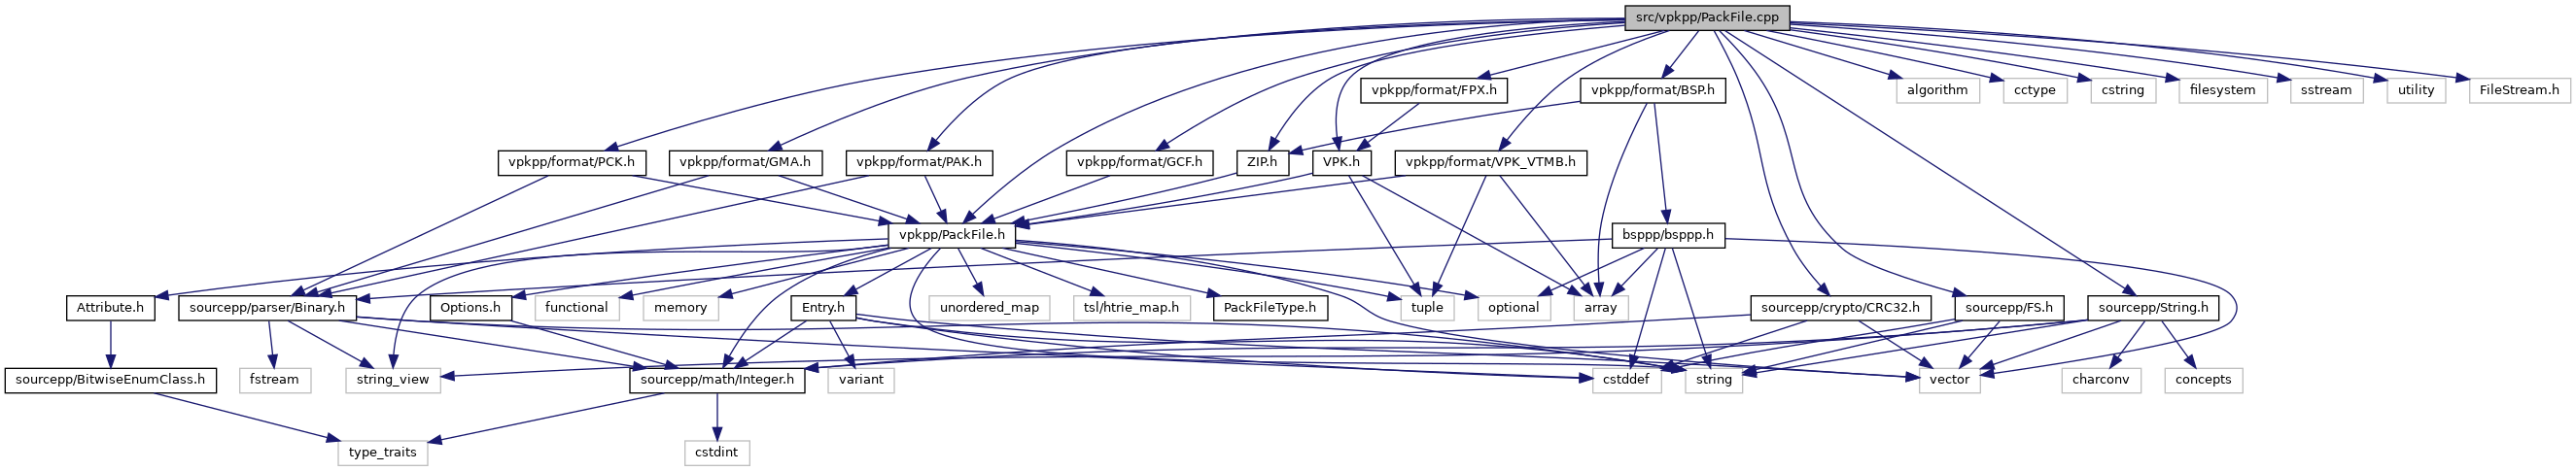 src/vpkpp/PackFile.cpp
vpkpp/format/FPX.h
vpkpp/format/BSP.h
algorithm
cctype
cstring
filesystem
sstream
utility
FileStream.h
vpkpp/format/PCK.h
vpkpp/format/GMA.h
vpkpp/format/PAK.h
vpkpp/format/GCF.h
ZIP.h
VPK.h
vpkpp/format/VPK_VTMB.h
vpkpp/PackFile.h
bsppp/bsppp.h
Attribute.h
sourcepp/parser/Binary.h
Options.h
functional
memory
Entry.h
unordered_map
tsl/htrie_map.h
PackFileType.h
tuple
optional
array
sourcepp/crypto/CRC32.h
sourcepp/FS.h
sourcepp/String.h
sourcepp/BitwiseEnumClass.h
fstream
string_view
sourcepp/math/Integer.h
variant
cstddef
string
vector
charconv
concepts
type_traits
cstdint